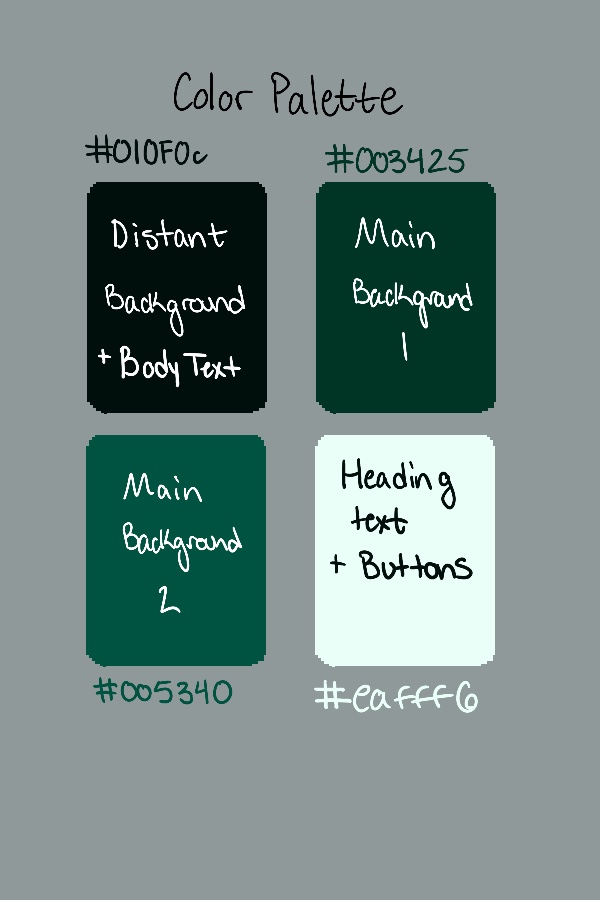 Color Palette
#010F0c
#003425
Distant
Background
+ Body Text
Main
Background
1
Main
Background
2
Heading
text
+ Buttons
#005340
#eafff6